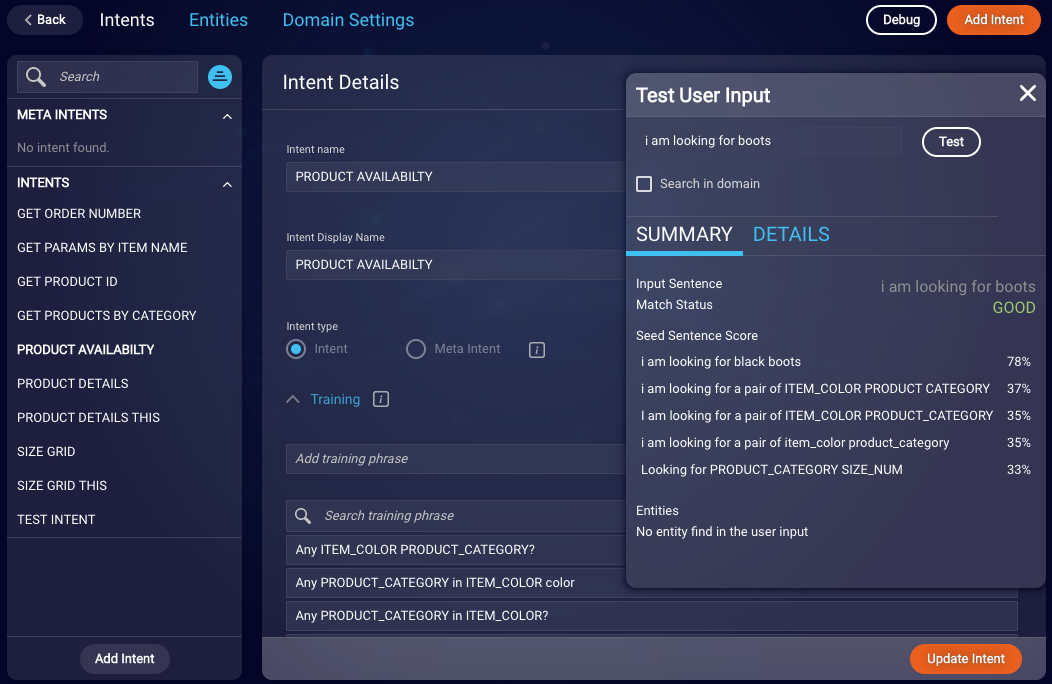 Back
Intents
Entities
Domain Settings
Debug
Add Intent
Search
META INTENTS
No intent found.
INTENTS
GET ORDER NUMBER
GET PARAMS BY ITEM NAME
GET PRODUCT ID
GET PRODUCTS BY CATEGORY
PRODUCT AVAILABILTY
PRODUCT DETAILS
PRODUCT DETAILS THIS
SIZE GRID
SIZE GRID THIS
TEST INTENT
Add Intent
Intent Details
Intent name
PRODUCT AVAILABILTY
Intent Display Name
PRODUCT AVAILABILTY
Intent type
Intent
Meta Intent
i
Training
i
Add training phrase
Search training phrase
Any ITEM_COLOR PRODUCT_CATEGORY?
Any PRODUCT_CATEGORY in ITEM_COLOR color
Any PRODUCT_CATEGORY in ITEM_COLOR?
Update Intent
Test User Input
i am looking for boots
Test
Search in domain
SUMMARY
DETAILS
Input Sentence i am looking for boots
Match Status GOOD
Seed Sentence Score
i am looking for black boots 78%
i am looking for a pair of ITEM_COLOR PRODUCT CATEGORY 37%
I am looking for a pair of ITEM_COLOR PRODUCT_CATEGORY 35%
i am looking for a pair of item_color product_category 35%
Looking for PRODUCT_CATEGORY SIZE_NUM 33%
Entities
No entity find in the user input